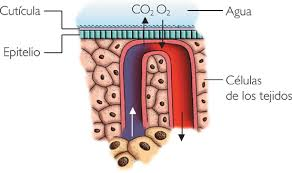 Cutícula
CO₂ O₂
Agua
Epitelio
Células
de los tejidos